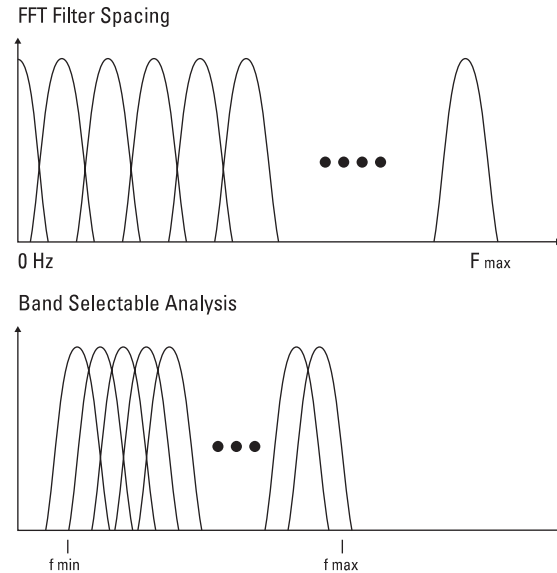 FFT Filter Spacing
0 Hz
F max
Band Selectable Analysis
f min
f max